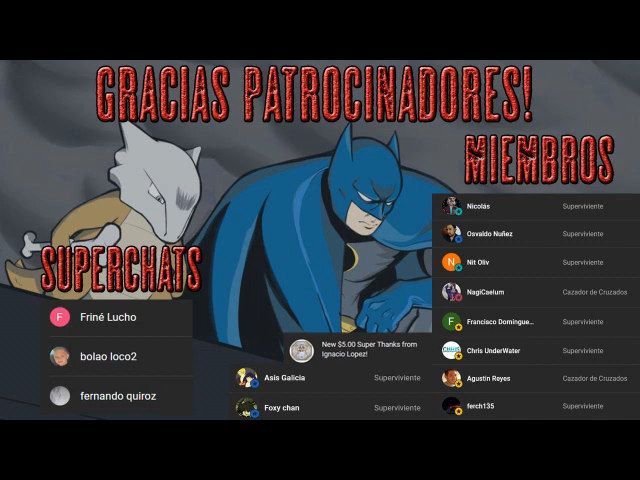 GRACIAS PATROCINADORES!
MIEMBROS
SUPERCHATS
F Friné Lucho
bolao loco2
fernando quiroz
New $5.00 Super Thanks from
Ignacio Lopez!
Asis Galicia Superviviente
Foxy chan Superviviente
Nicolás Superviviente
Osvaldo Nuñez Superviviente
N Nit Oliv Superviviente
NagiCaelum Cazador de Cruzados
F Francisco Domingue... Superviviente
Chris UnderWater Superviviente
Agustin Reyes Cazador de Cruzados
ferch135 Superviviente